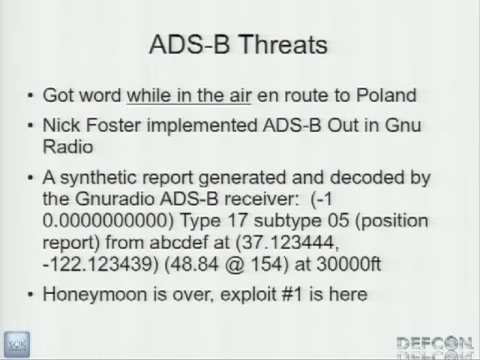 ADS-B Threats
• Got word while in the air en route to Poland
• Nick Foster implemented ADS-B Out in Gnu
Radio
• A synthetic report generated and decoded by
the Gnuradio ADS-B receiver: (-1
0.0000000000) Type 17 subtype 05 (position
report) from abcdef at (37.123444,
-122.123439) (48.84 @ 154) at 30000ft
• Honeymoon is over, exploit #1 is here
DEFCON